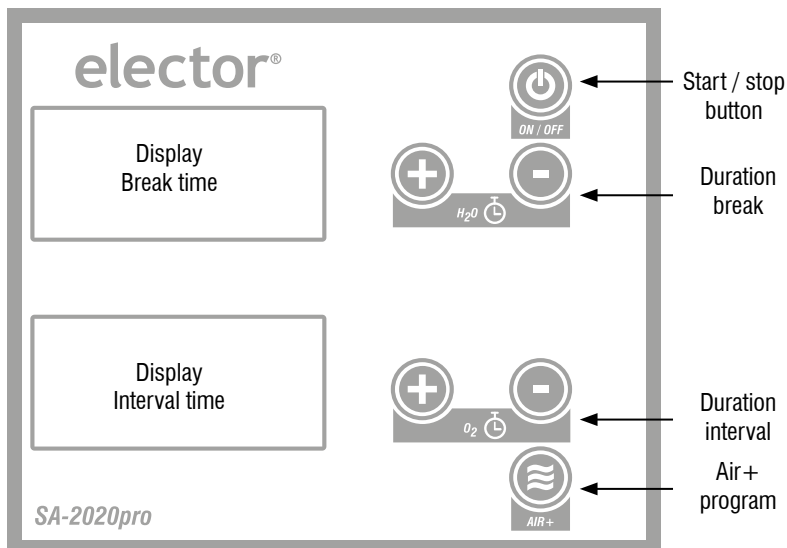 elector®
ON / OFF
Start / stop
button
Display
Break time
+
-
H₂O
Duration
break
Display
Interval time
+
-
O₂
Duration
interval
AIR+
Air+
program
SA-2020pro